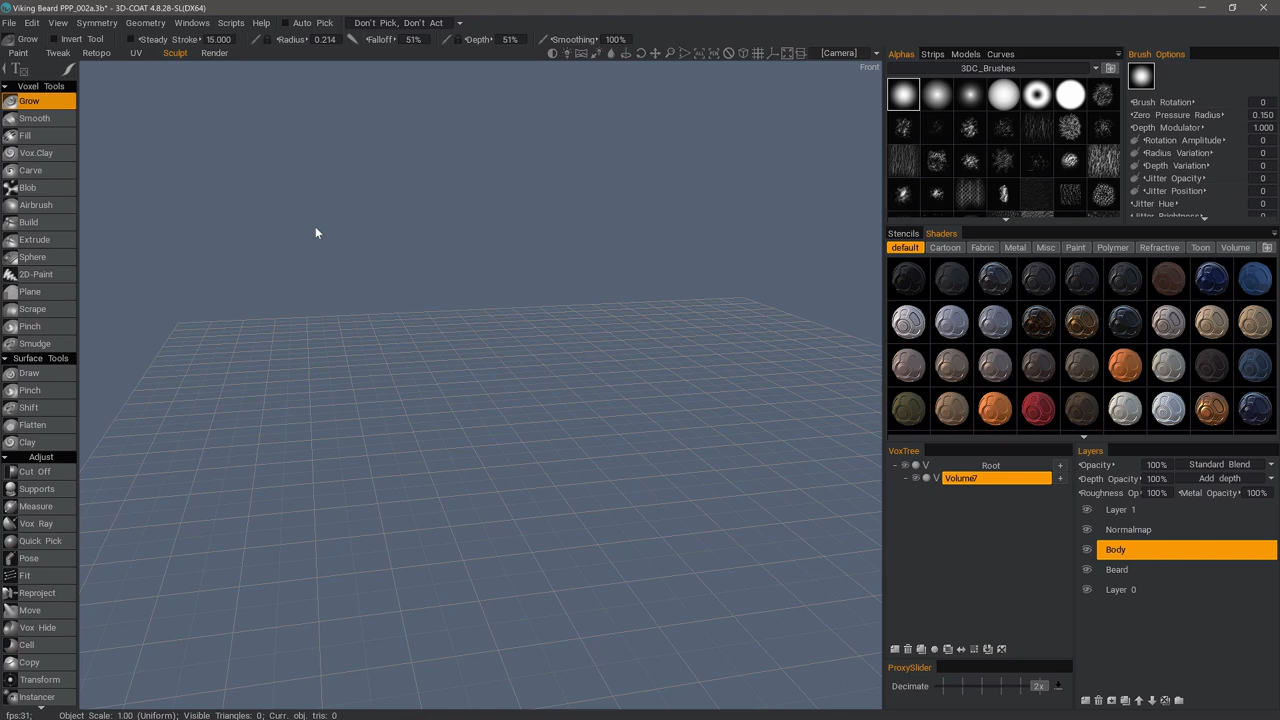 Viking Beard PPP_002a.3b* - 3D-COAT 4.8.28-SL(DX64)
File Edit View Symmetry Geometry Windows Scripts Help Auto Pick Don't Pick, Don't Act
Grow Invert Tool Steady Stroke 15.000 Radius 0.214 Falloff 51% Depth 51% Smoothing 100% [Camera]
Paint Tweak Retopo UV Sculpt Render
Front
Voxel Tools
Grow
Smooth
Fill
Vox.Clay
Carve
Blob
Airbrush
Build
Extrude
Sphere
2D-Paint
Plane
Scrape
Pinch
Smudge
Surface Tools
Draw
Pinch
Shift
Flatten
Clay
Adjust
Cut Off
Supports
Measure
Vox Ray
Quick Pick
Pose
Fit
Reproject
Move
Vox Hide
Cell
Copy
Transform
Instancer
Alphas Strips Models Curves
3DC_Brushes
Brush Options
Brush Rotation 0
Zero Pressure Radius 0.150
Depth Modulator 1.000
Rotation Amplitude 0
Radius Variation 0
Depth Variation 0
Jitter Opacity 0
Jitter Position 0
Jitter Hue 0
Jitter Brightness
Stencils Shaders
default Cartoon Fabric Metal Misc Paint Polymer Refractive Toon Volume
VoxTree
V Root +
V Volume7 +
ProxySlider
Decimate 2x
Layers
Opacity 100% Standard Blend
Depth Opacity 100% Add depth
Roughness Op 100% Metal Opacity 100%
Layer 1
Normalmap
Body
Beard
Layer 0
fps:31; Object Scale: 1.00 (Uniform); Visible Triangles: 0; Curr. obj. tris: 0